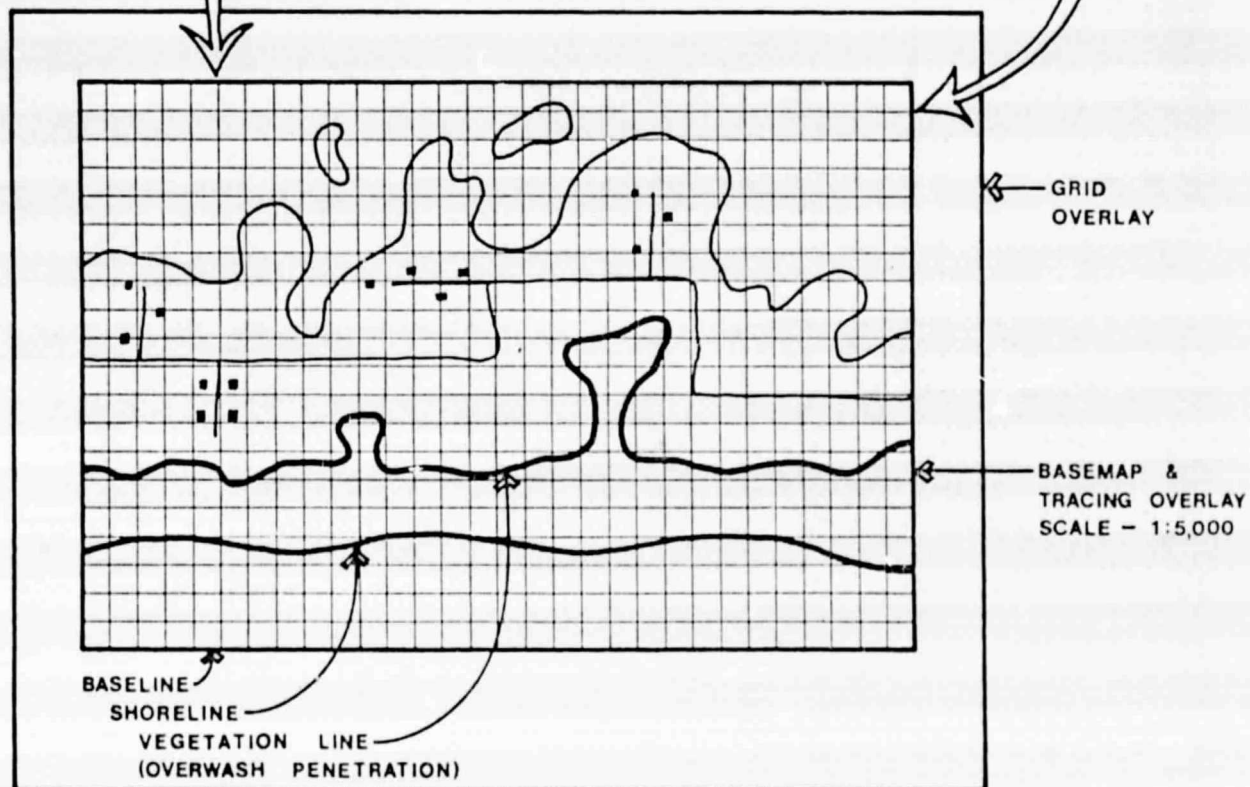 GRID
OVERLAY
BASEMAP &
TRACING OVERLAY
SCALE - 1:5,000
BASELINE
SHORELINE
VEGETATION LINE
(OVERWASH PENETRATION)